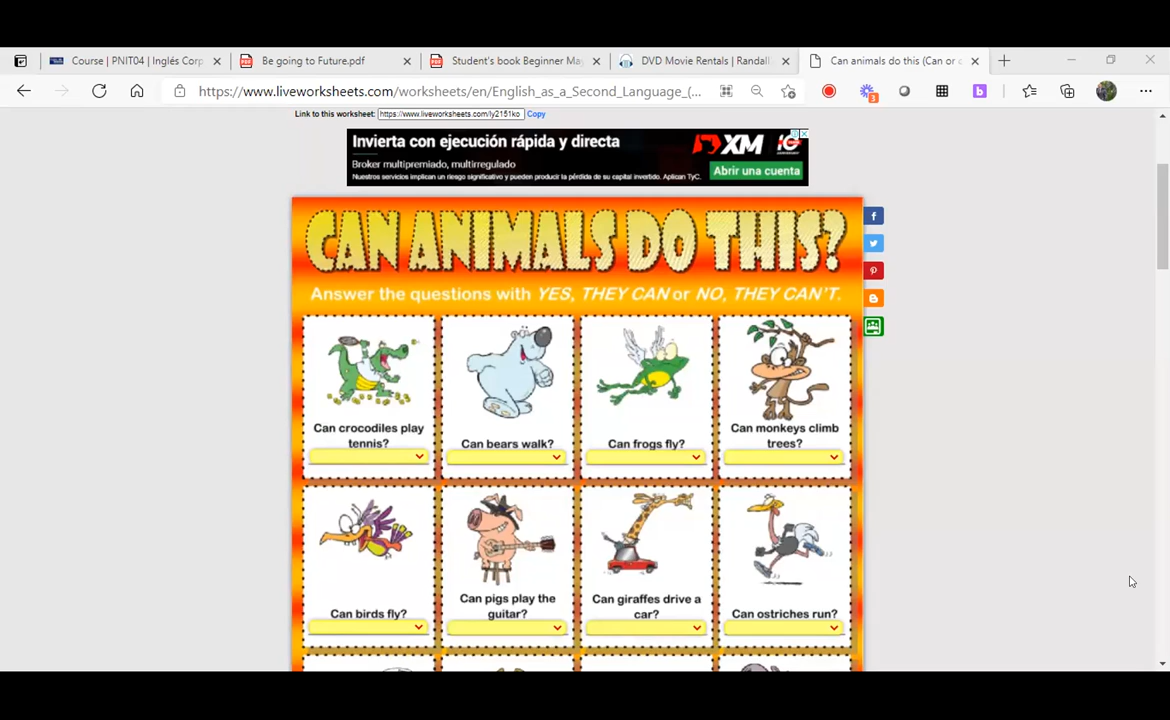 Course | PNIT04 | Inglés Corp
Be going to Future.pdf
Student's book Beginner May
DVD Movie Rentals | Randall
Can animals do this (Can or c
https://www.liveworksheets.com/worksheets/en/English_as_a_Second_Language_(...
3
Link to this worksheet: https://www.liveworksheets.com/ly2151ko Copy
Invierta con ejecución rápida y directa
Broker multipremiado, multirregulado
Nuestros servicios implican un riesgo significativo y pueden producir la pérdida de su capital invertido. Aplican TyC.
XM
Abrir una cuenta
CAN ANIMALS DO THIS?
Answer the questions with YES, THEY CAN or NO, THEY CAN'T.
Can crocodiles play
tennis?
Can bears walk?
Can frogs fly?
Can monkeys climb
trees?
Can birds fly?
Can pigs play the
guitar?
Can giraffes drive a
car?
Can ostriches run?